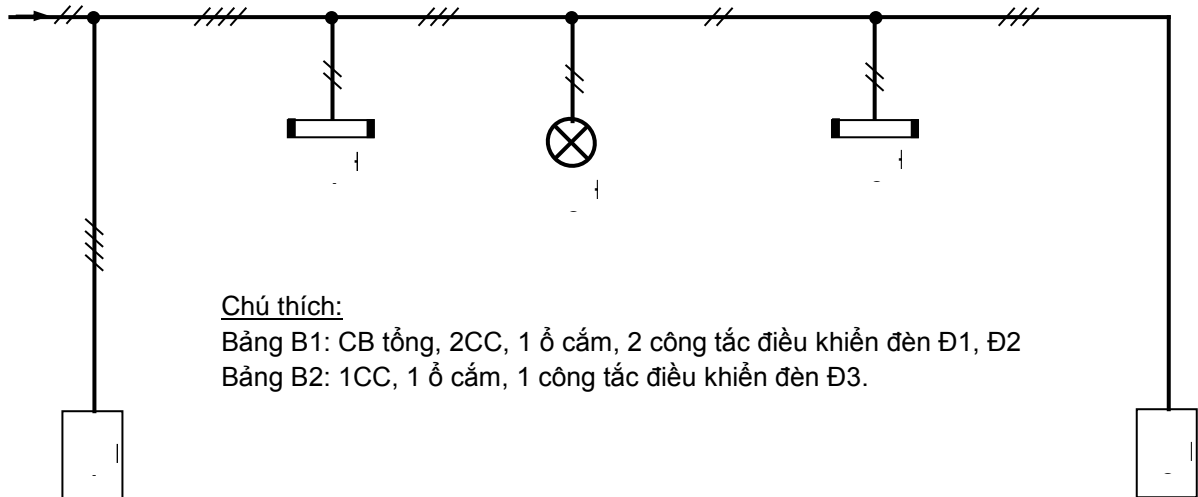 Chú thích:
Bảng B1: CB tổng, 2CC, 1 ổ cắm, 2 công tắc điều khiển đèn Đ1, Đ2
Bảng B2: 1CC, 1 ổ cắm, 1 công tắc điều khiển đèn Đ3.